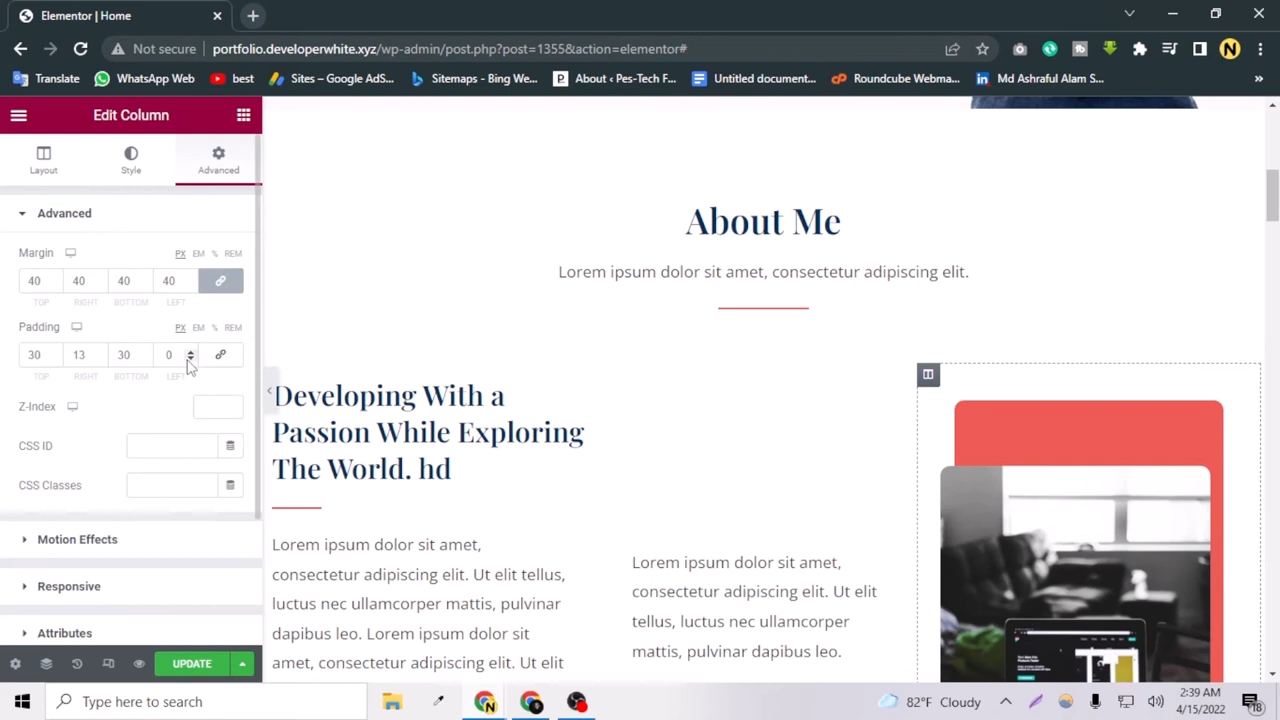 Elementor | Home
Not secure
portfolio.developerwhite.xyz/wp-admin/post.php?post=1355&action=elementor#
N
Translate
WhatsApp Web
best
Sites – Google AdS...
Sitemaps - Bing We...
About ‹ Pes-Tech F...
Untitled document...
Roundcube Webma...
Md Ashraful Alam S...
»
Edit Column
Layout
Style
Advanced
Advanced
Margin
PX EM % REM
40 40 40 40
TOP RIGHT BOTTOM LEFT
Padding
PX EM % REM
30 13 30 0
TOP RIGHT BOTTOM LEFT
Z-Index
CSS ID
CSS Classes
Motion Effects
Responsive
Attributes
UPDATE
About Me
Lorem ipsum dolor sit amet, consectetur adipiscing elit.
Developing With a
Passion While Exploring
The World. hd
Lorem ipsum dolor sit amet,
consectetur adipiscing elit. Ut elit tellus,
luctus nec ullamcorper mattis, pulvinar
dapibus leo. Lorem ipsum dolor sit
amet, consectetur adipiscing elit. Ut elit
Lorem ipsum dolor sit amet,
consectetur adipiscing elit. Ut elit
tellus, luctus nec ullamcorper
mattis, pulvinar dapibus leo.
Type here to search
82°F Cloudy
2:39 AM
4/15/2022
18